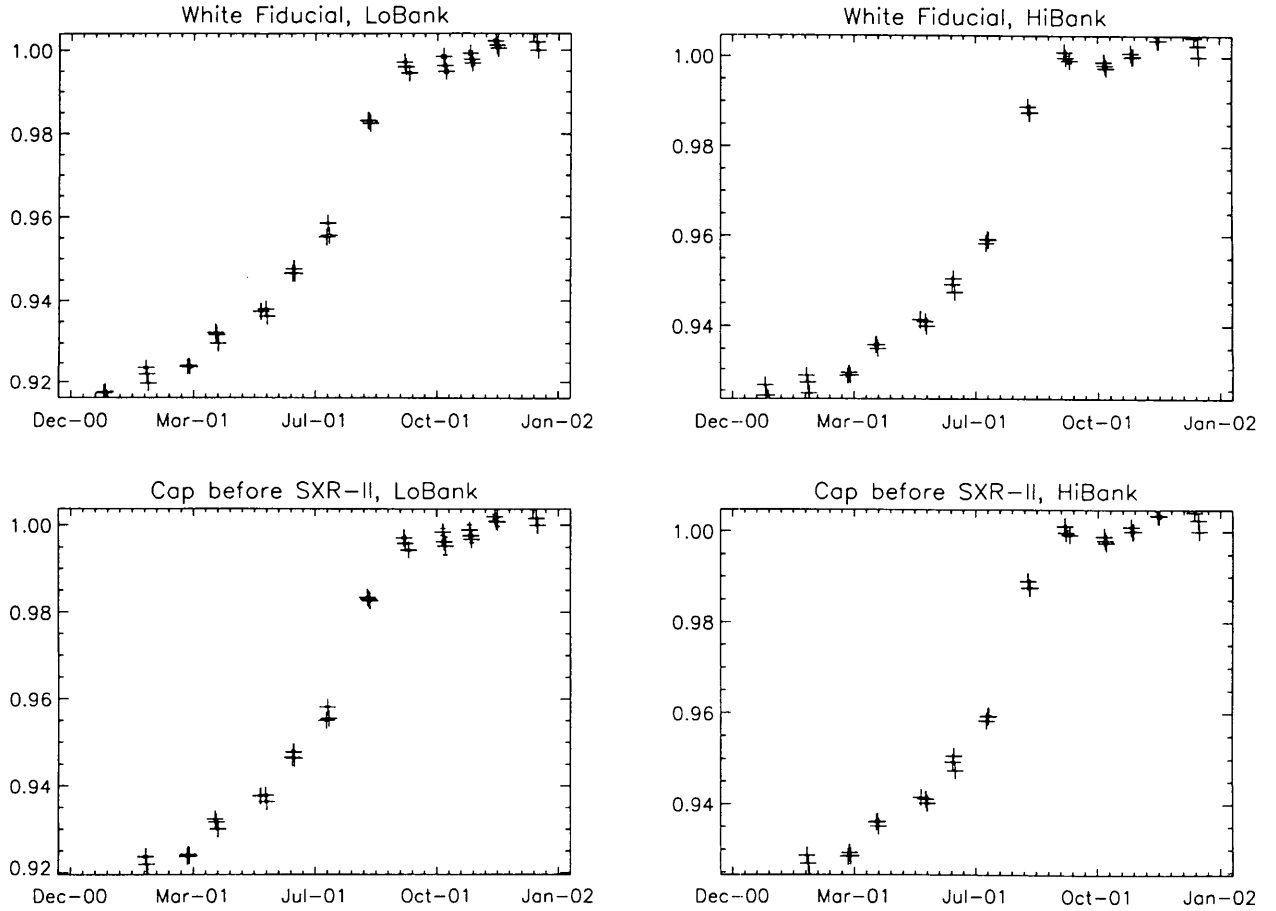 White Fiducial, LoBank
1.00
0.98
0.96
0.94
0.92
Dec-00 Mar-01 Jul-01 Oct-01 Jan-02
White Fiducial, HiBank
1.00
0.98
0.96
0.94
Dec-00 Mar-01 Jul-01 Oct-01 Jan-02
Cap before SXR-II, LoBank
1.00
0.98
0.96
0.94
0.92
Dec-00 Mar-01 Jul-01 Oct-01 Jan-02
Cap before SXR-II, HiBank
1.00
0.98
0.96
0.94
Dec-00 Mar-01 Jul-01 Oct-01 Jan-02